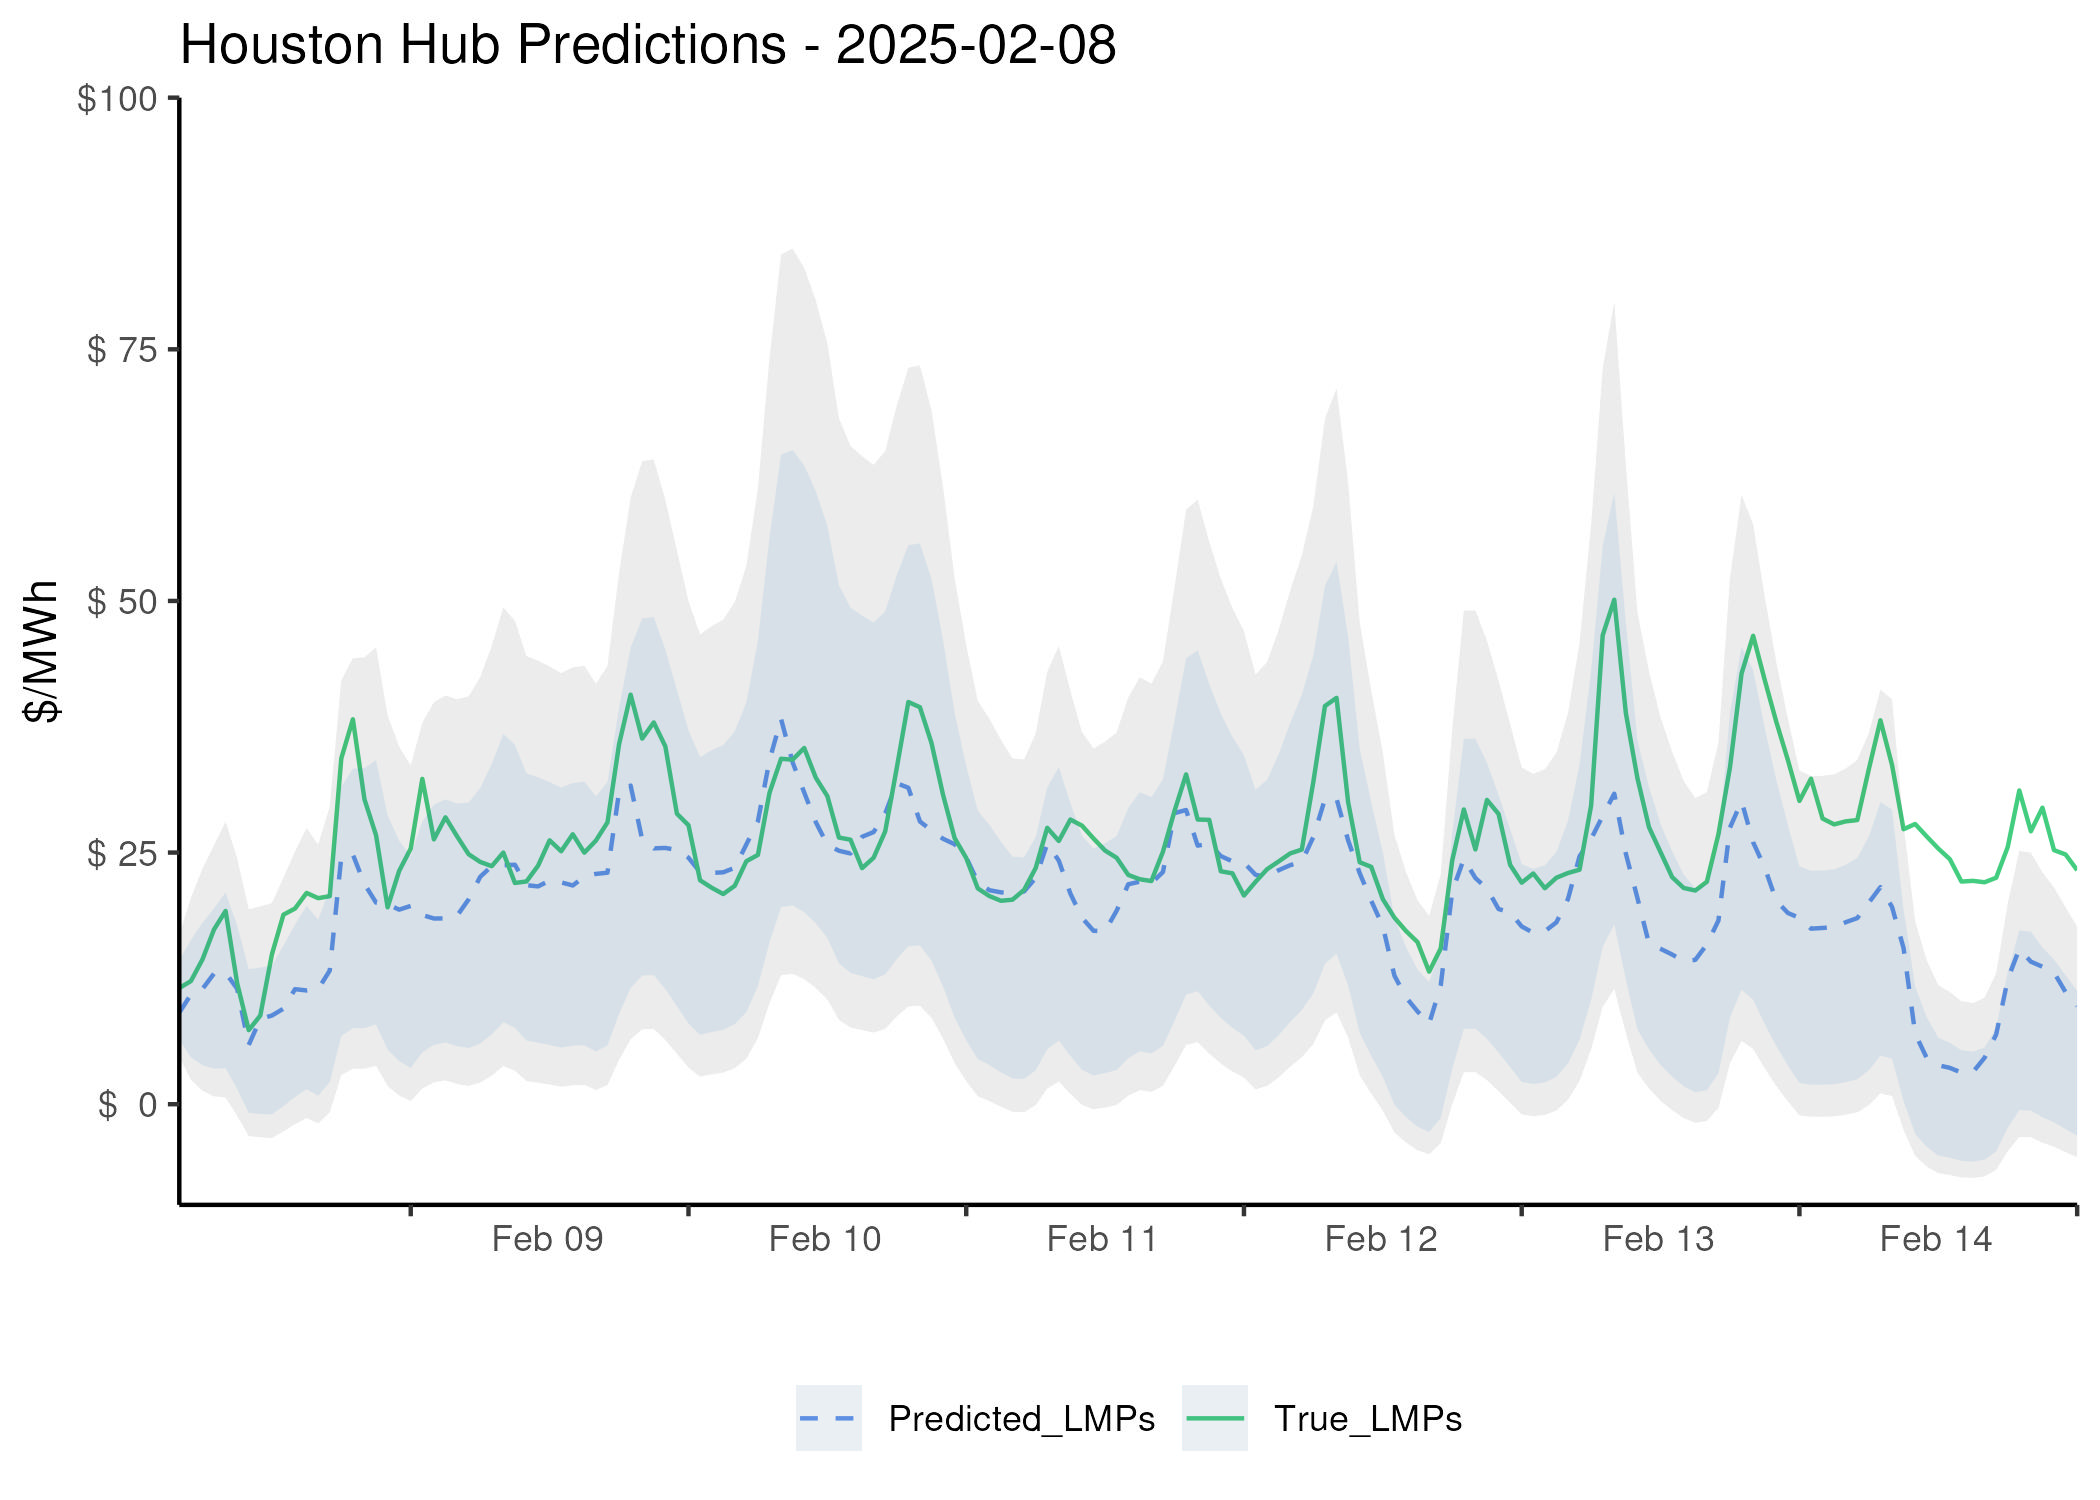 Houston Hub Predictions - 2025-02-08
$100
$ 75
$ 50
$ 25
$ 0
$/MWh
Feb 09 Feb 10 Feb 11 Feb 12 Feb 13 Feb 14
Predicted_LMPs True_LMPs